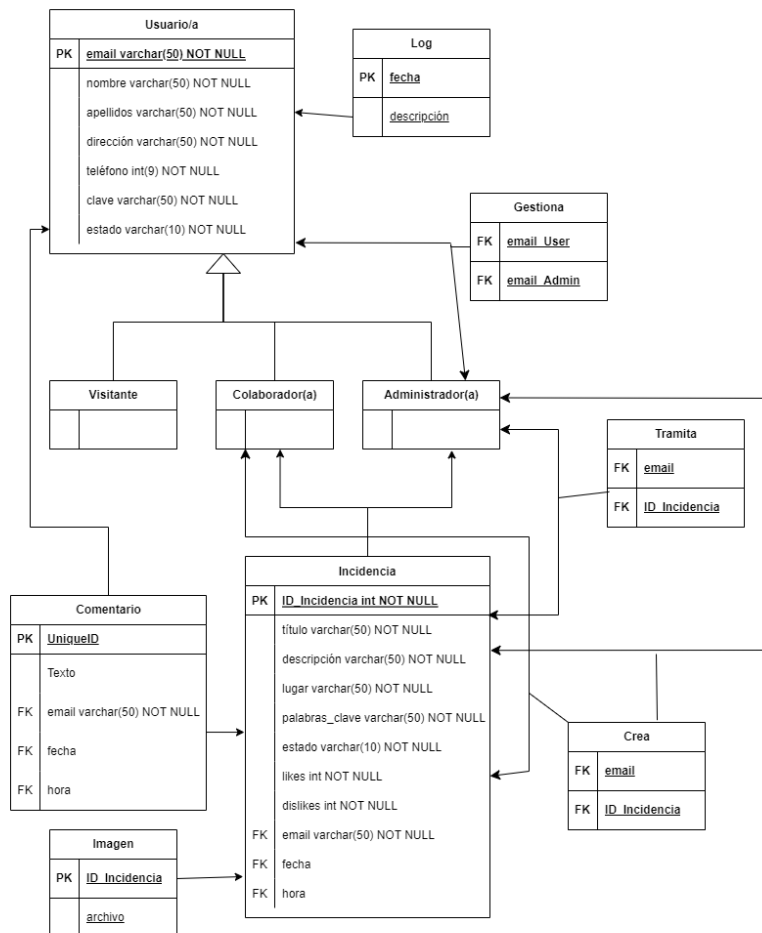 Usuario/a
PK email varchar(50) NOT NULL
nombre varchar(50) NOT NULL
apellidos varchar(50) NOT NULL
dirección varchar(50) NOT NULL
teléfono int(9) NOT NULL
clave varchar(50) NOT NULL
estado varchar(10) NOT NULL
Log
PK fecha
descripción
Gestiona
FK email_User
FK email_Admin
Visitante
Colaborador(a)
Administrador(a)
Tramita
FK email
FK ID_Incidencia
Comentario
PK UniqueID
Texto
FK email varchar(50) NOT NULL
FK fecha
FK hora
Incidencia
PK ID_Incidencia int NOT NULL
título varchar(50) NOT NULL
descripción varchar(50) NOT NULL
lugar varchar(50) NOT NULL
palabras_clave varchar(50) NOT NULL
estado varchar(10) NOT NULL
likes int NOT NULL
dislikes int NOT NULL
FK email varchar(50) NOT NULL
FK fecha
FK hora
Crea
FK email
FK ID_Incidencia
Imagen
PK ID_Incidencia
archivo